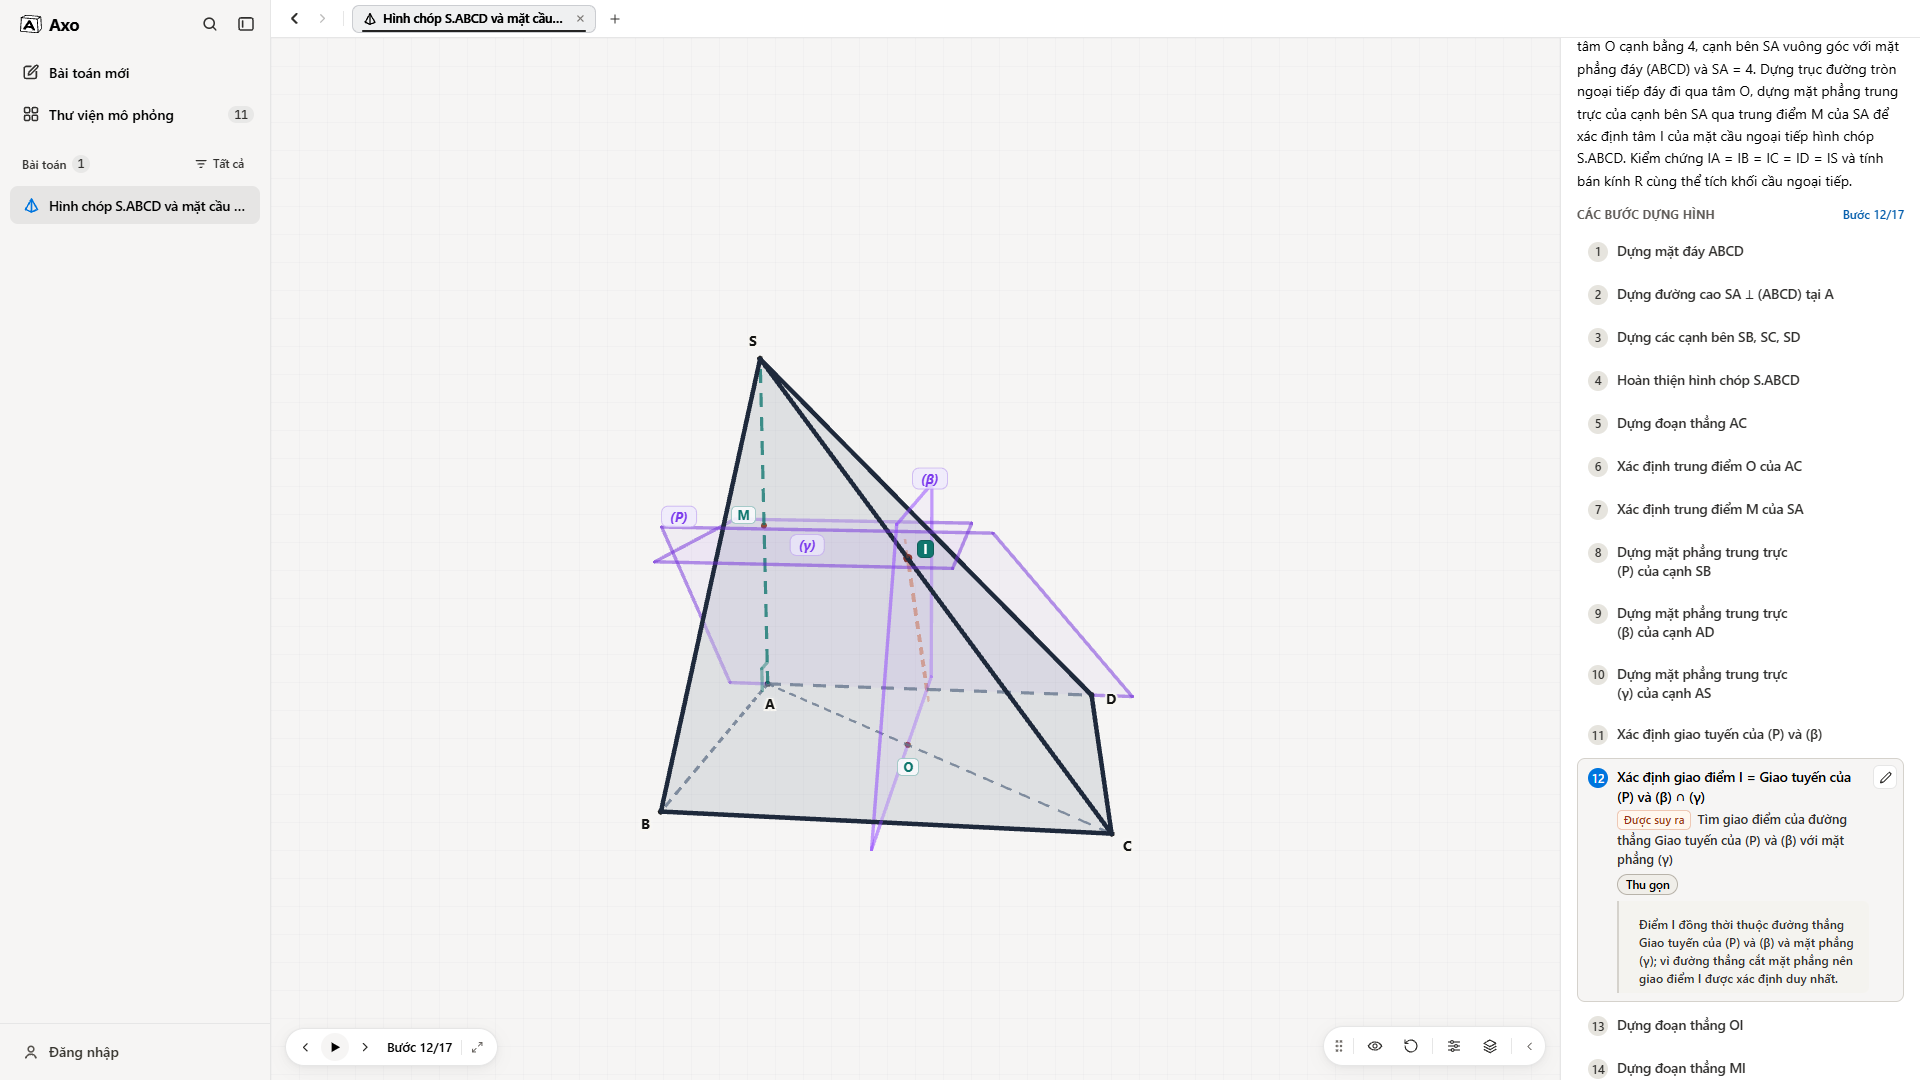 Axo
Bài toán mới
Thư viện mô phỏng 11
Bài toán 1 Tất cả
Hình chóp S.ABCD và mặt cầu ...
Đăng nhập
Hình chóp S.ABCD và mặt cầu...
S
(β)
(P)
M
(γ)
I
D
A
O
B
C
Bước 12/17
tâm O cạnh bằng 4, cạnh bên SA vuông góc với mặt
phẳng đáy (ABCD) và SA = 4. Dựng trục đường tròn
ngoại tiếp đáy đi qua tâm O, dựng mặt phẳng trung
trực của cạnh bên SA qua trung điểm M của SA để
xác định tâm I của mặt cầu ngoại tiếp hình chóp
S.ABCD. Kiểm chứng IA = IB = IC = ID = IS và tính
bán kính R cùng thể tích khối cầu ngoại tiếp.
CÁC BƯỚC DỰNG HÌNH Bước 12/17
1 Dựng mặt đáy ABCD
2 Dựng đường cao SA ⊥ (ABCD) tại A
3 Dựng các cạnh bên SB, SC, SD
4 Hoàn thiện hình chóp S.ABCD
5 Dựng đoạn thẳng AC
6 Xác định trung điểm O của AC
7 Xác định trung điểm M của SA
8 Dựng mặt phẳng trung trực
(P) của cạnh SB
9 Dựng mặt phẳng trung trực
(β) của cạnh AD
10 Dựng mặt phẳng trung trực
(γ) của cạnh AS
11 Xác định giao tuyến của (P) và (β)
12 Xác định giao điểm I = Giao tuyến của
(P) và (β) ∩ (γ)
Được suy ra Tìm giao điểm của đường
thẳng Giao tuyến của (P) và (β) với mặt
phẳng (γ)
Thu gọn
Điểm I đồng thời thuộc đường thẳng
Giao tuyến của (P) và (β) và mặt phẳng
(γ); vì đường thẳng cắt mặt phẳng nên
giao điểm I được xác định duy nhất.
13 Dựng đoạn thẳng OI
14 Dựng đoạn thẳng MI